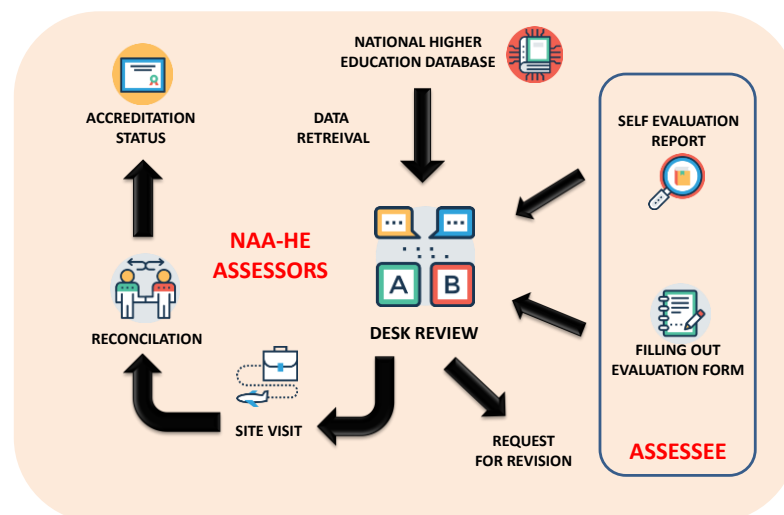 NATIONAL HIGHER
EDUCATION DATABASE
ACCREDITATION
STATUS
DATA
RETREIVAL
SELF EVALUATION
REPORT
NAA-HE
ASSESSORS
A B
DESK REVIEW
RECONCILATION
FILLING OUT
EVALUATION FORM
SITE VISIT
REQUEST
FOR REVISION
ASSESSEE